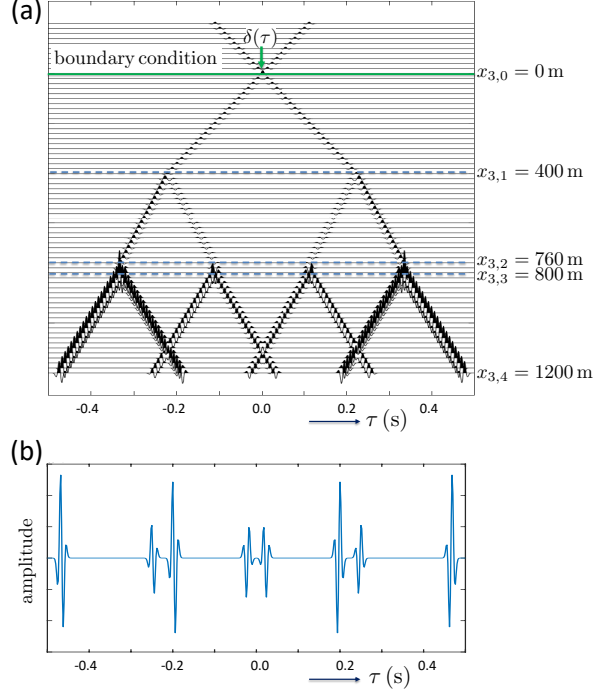 (a)
δ(τ)
boundary condition
x₃,₀ = 0 m
x₃,₁ = 400 m
x₃,₂ = 760 m
x₃,₃ = 800 m
x₃,₄ = 1200 m
-0.4 -0.2 0.0 0.2 0.4
τ (s)
(b)
amplitude
-0.4 -0.2 0.0 0.2 0.4
τ (s)